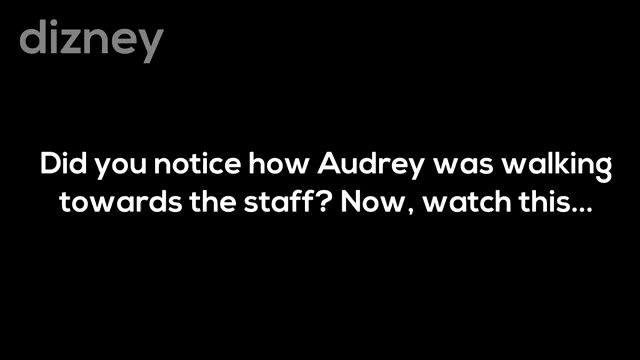 dizney
Did you notice how Audrey was walking
towards the staff? Now, watch this...